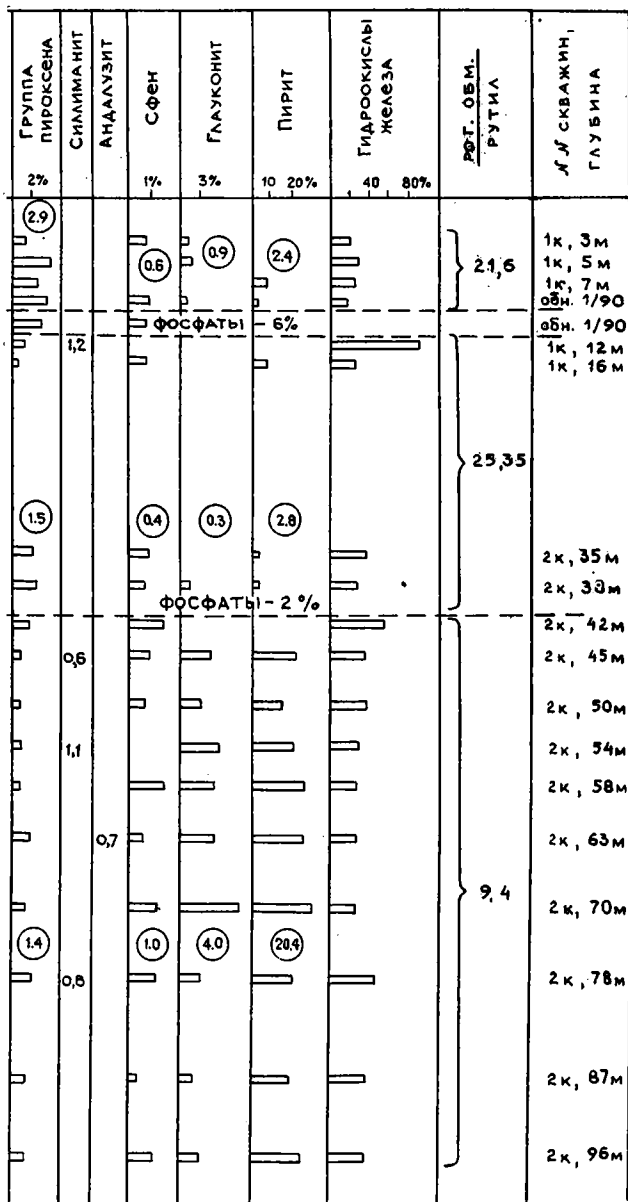 ГРУППА ПИРОКСЕНА
СИЛЛИМАНИТ
АНДАЛУЗИТ
СФЕН
ГЛАУКОНИТ
ПИРИТ
ГИДРООКИСЛЫ ЖЕЛЕЗА
РОГ. ОБМ.
РУТИЛ
NN СКВАЖИН, ГЛУБИНА
2% 1% 3% 10 20% 40 80%
2.9
1к, 3м
0.6 0.9 2.4 21,6 1к, 5м
1к, 7м
обн. 1/90
ФОСФАТЫ - 6% обн. 1/90
1,2 1к, 12м
1к, 16м
25,35
1.5 0.4 0.3 2.8
2к, 35м
2к, 38м
ФОСФАТЫ - 2%
2к, 42м
0,6 2к, 45м
2к, 50м
1,1 2к, 54м
2к, 58м
0,7 2к, 63м
9,4 2к, 70м
1.4 1.0 4.0 20.4
0,8 2к, 78м
2к, 87м
2к, 96м